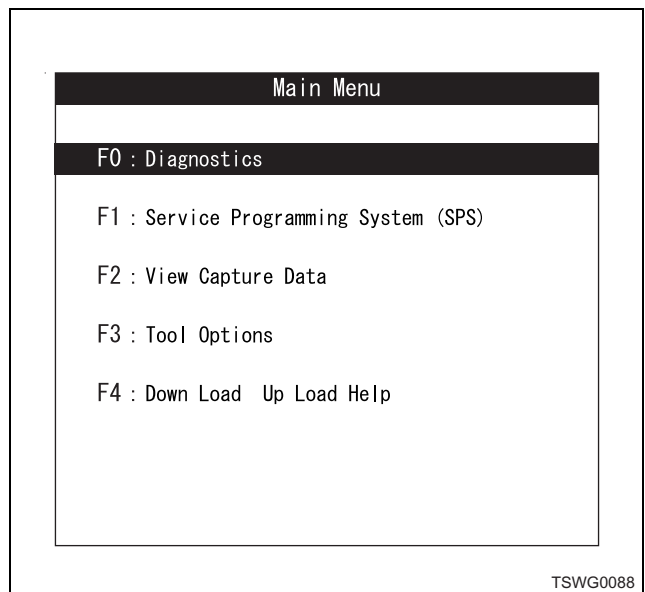 Main Menu
F0 : Diagnostics
F1 : Service Programming System (SPS)
F2 : View Capture Data
F3 : Tool Options
F4 : Down Load  Up Load Help
TSWG0088